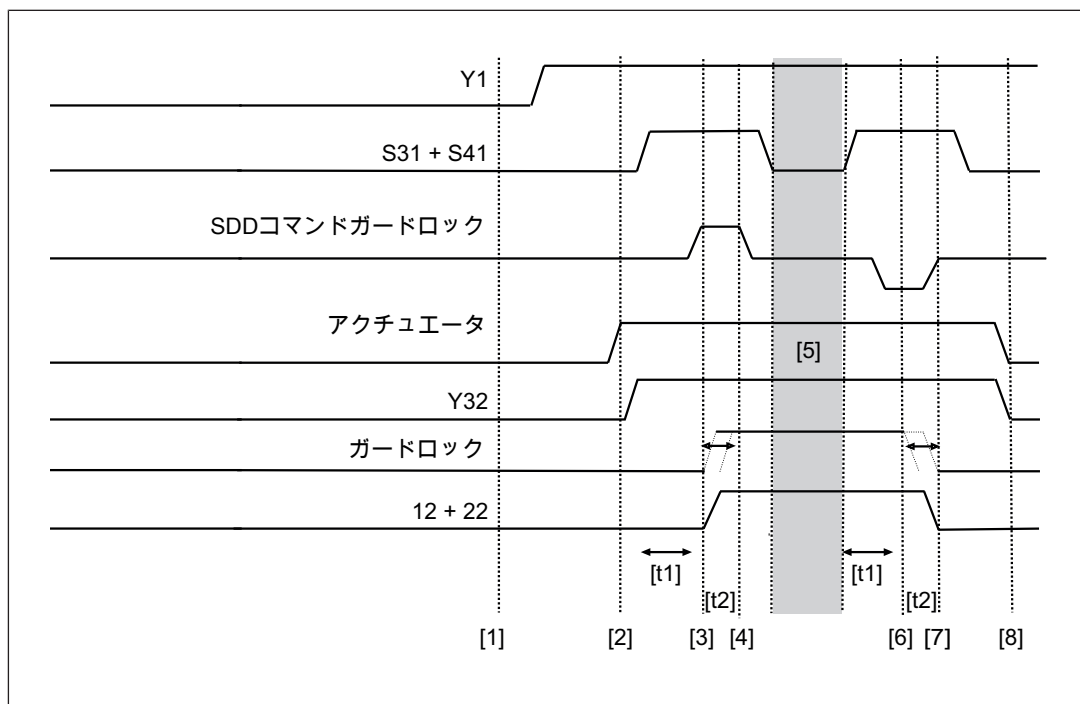 Y1
S31 + S41
SDDコマンドガードロック
アクチュエータ
[5]
Y32
ガードロック
12 + 22
[t1] [t1]
[t2] [t2]
[1] [2] [3] [4] [6] [7] [8]